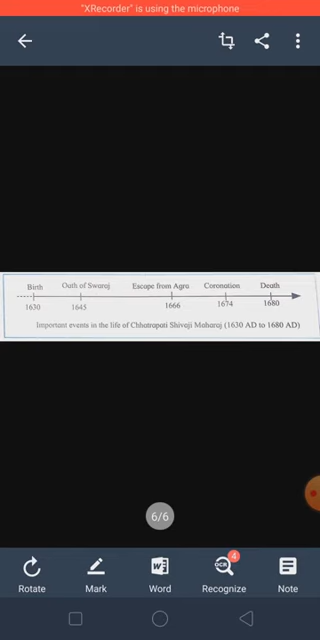 "XRecorder" is using the microphone
Birth Oath of Swaraj Escape from Agra Coronation Death
1630 1645 1666 1674 1680
Important events in the life of Chhatrapati Shivaji Maharaj (1630 AD to 1680 AD)
6/6
W OCR 4
Rotate Mark Word Recognize Note